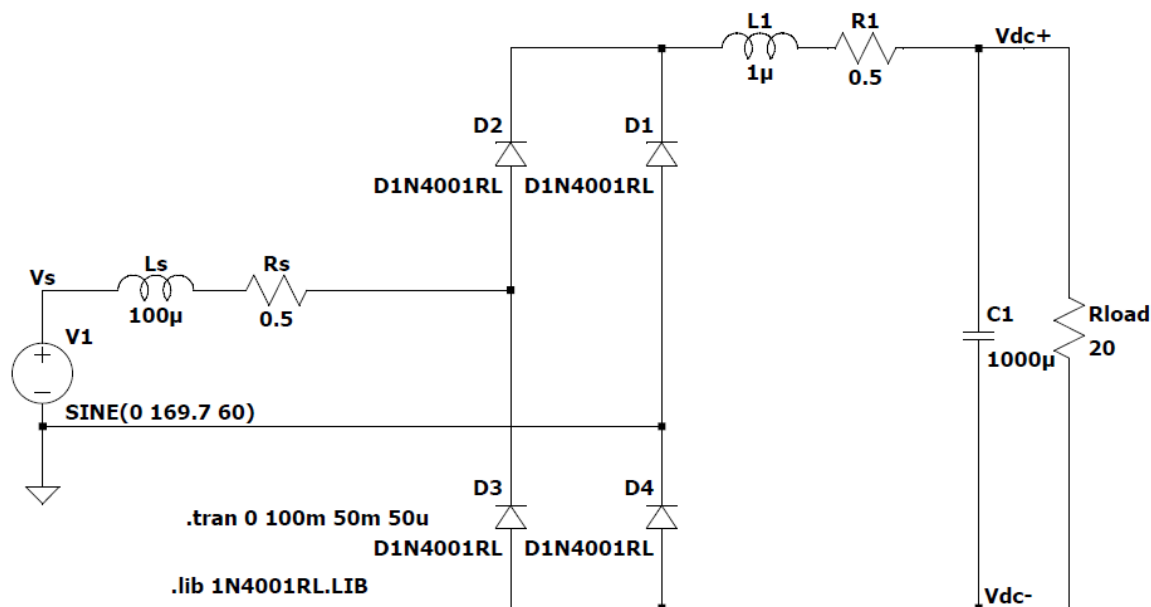 L1
R1
Vdc+
1µ
0.5
D2
D1
D1N4001RL
D1N4001RL
Ls
Rs
Vs
100µ
0.5
V1
C1
Rload
1000µ
20
SINE(0 169.7 60)
D3
D4
.tran 0 100m 50m 50u
D1N4001RL
D1N4001RL
.lib 1N4001RL.LIB
Vdc-